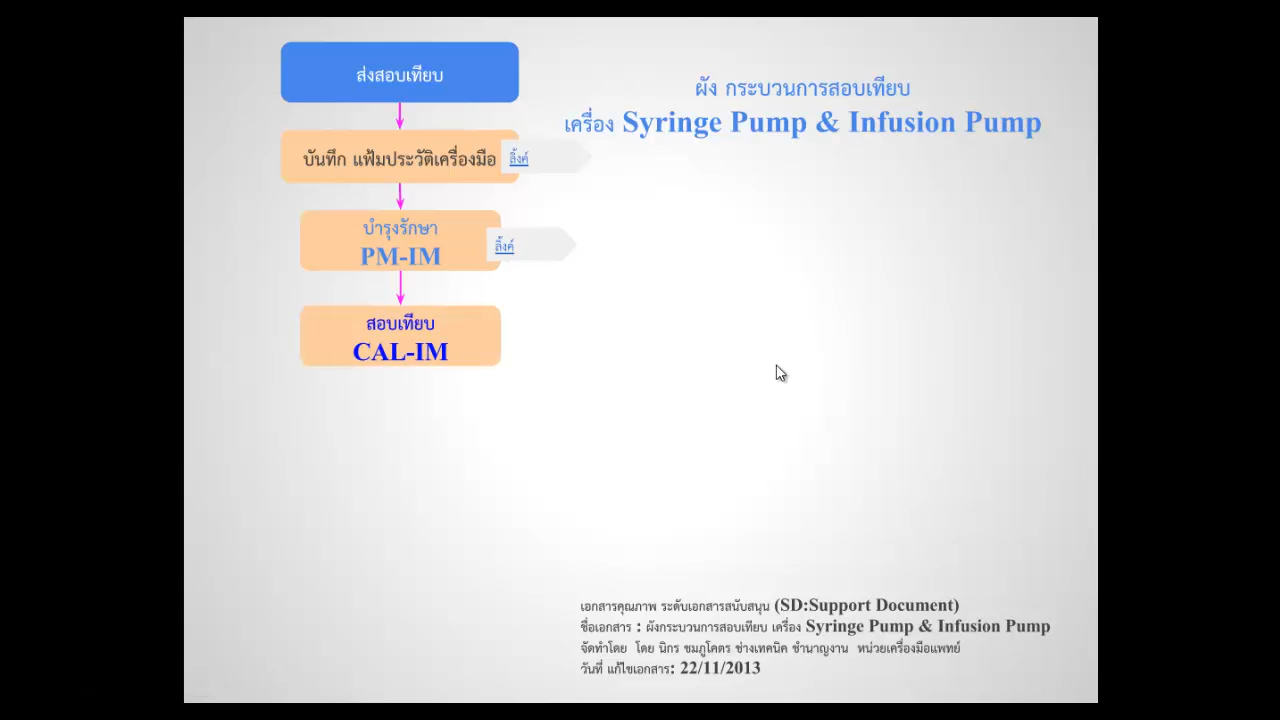 ส่งสอบเทียบ
ผัง กระบวนการสอบเทียบ
เครื่อง Syringe Pump & Infusion Pump
บันทึก แฟ้มประวัติเครื่องมือ
ลิ้งค์
บำรุงรักษา
PM-IM
ลิ้งค์
สอบเทียบ
CAL-IM
เอกสารคุณภาพ ระดับเอกสารสนับสนุน (SD:Support Document)
ชื่อเอกสาร : ผังกระบวนการสอบเทียบ เครื่อง Syringe Pump & Infusion Pump
จัดทำโดย โดย นิกร ชมภูโคตร ช่างเทคนิค ชำนาญงาน หน่วยเครื่องมือแพทย์
วันที่ แก้ไขเอกสาร: 22/11/2013